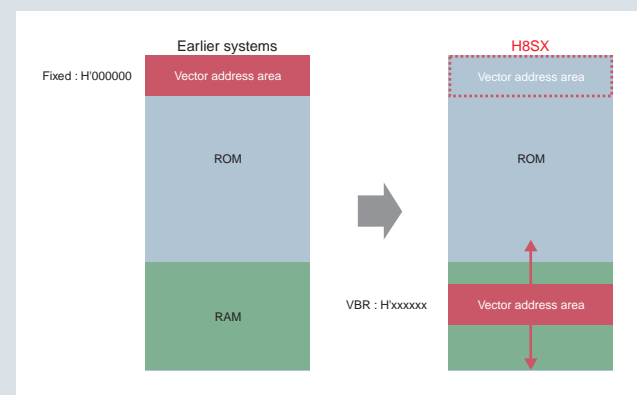 Earlier systems
Fixed : H'000000
Vector address area
ROM
RAM
H8SX
Vector address area
ROM
VBR : H'xxxxxx
Vector address area